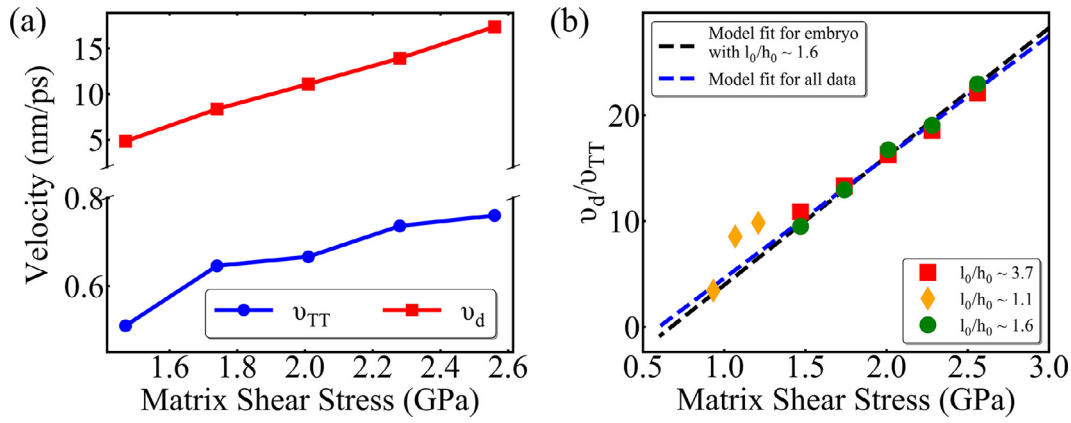 (a)
Velocity (nm/ps)
15
10
5
0.8
0.6
υTT
υd
1.6
1.8
2.0
2.2
2.4
2.6
Matrix Shear Stress (GPa)
(b)
υd/υTT
20
10
0
Model fit for embryo
with l0/h0 ~ 1.6
Model fit for all data
l0/h0 ~ 3.7
l0/h0 ~ 1.1
l0/h0 ~ 1.6
0.5
1.0
1.5
2.0
2.5
3.0
Matrix Shear Stress (GPa)